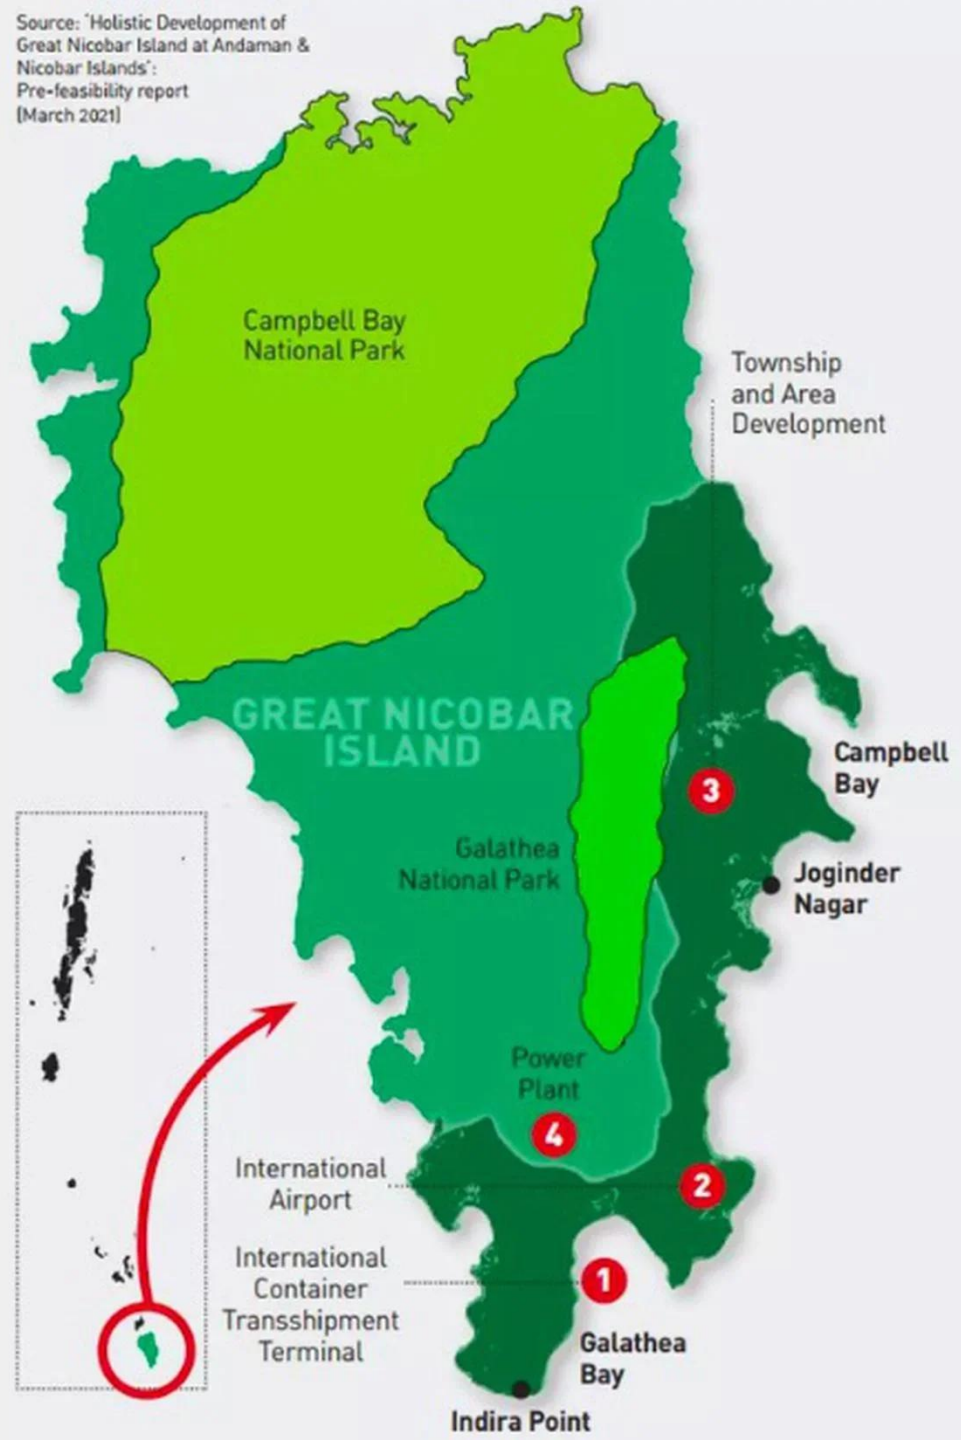 Source: 'Holistic Development of
Great Nicobar Island at Andaman &
Nicobar Islands':
Pre-feasibility report
(March 2021)
Campbell Bay
National Park
Township
and Area
Development
GREAT NICOBAR
ISLAND
Campbell
Bay
3
Galathea
National Park
Joginder
Nagar
Power
Plant
4
International
Airport
2
International
Container
Transshipment
Terminal
1
Galathea
Bay
Indira Point